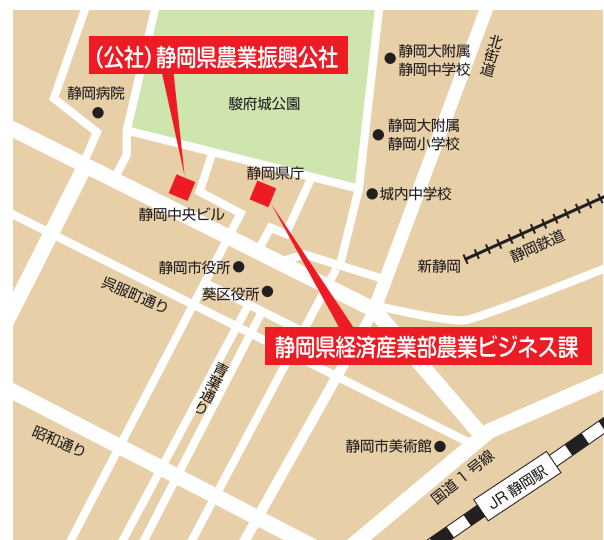 (公社)静岡県農業振興公社
静岡大附属
静岡中学校
北街道
静岡病院
駿府城公園
静岡大附属
静岡小学校
静岡県庁
城内中学校
静岡中央ビル
静岡鉄道
新静岡
静岡市役所
葵区役所
呉服町通り
静岡県経済産業部農業ビジネス課
青葉通り
昭和通り
静岡市美術館
国道1号線
JR静岡駅